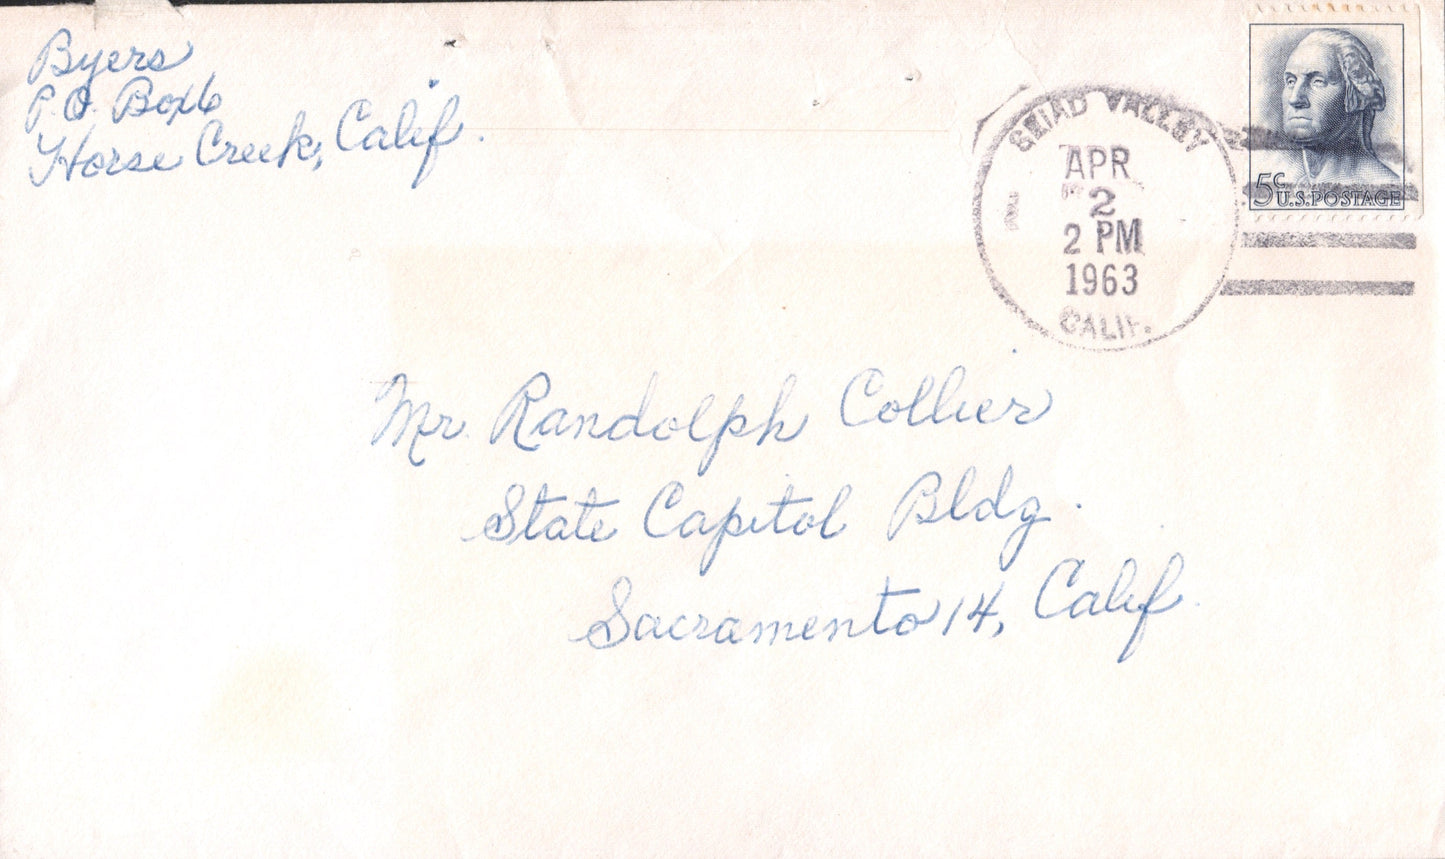 Byers
P.O. Box 6
Horse Creek, Calif.
SEIAD VALLEY
APR
2
2 PM
1963
CALIF.
5c U.S. POSTAGE
Mr. Randolph Collier
State Capitol Bldg.
Sacramento 14, Calif.